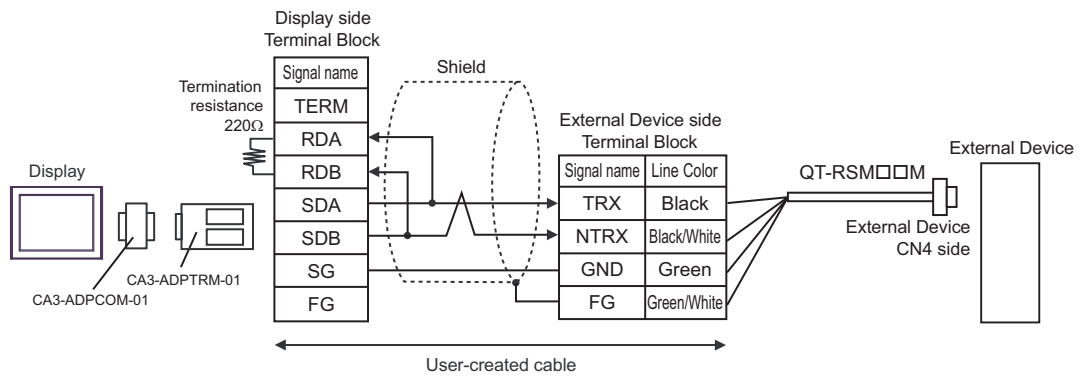 Display side
Terminal Block
Signal name
TERM
RDA
RDB
SDA
SDB
SG
FG
Termination
resistance
220Ω
Shield
Display
CA3-ADPCOM-01
CA3-ADPTRM-01
External Device side
Terminal Block
Signal name Line Color
TRX Black
NTRX Black/White
GND Green
FG Green/White
QT-RSM□□M
External Device
CN4 side
External Device
User-created cable